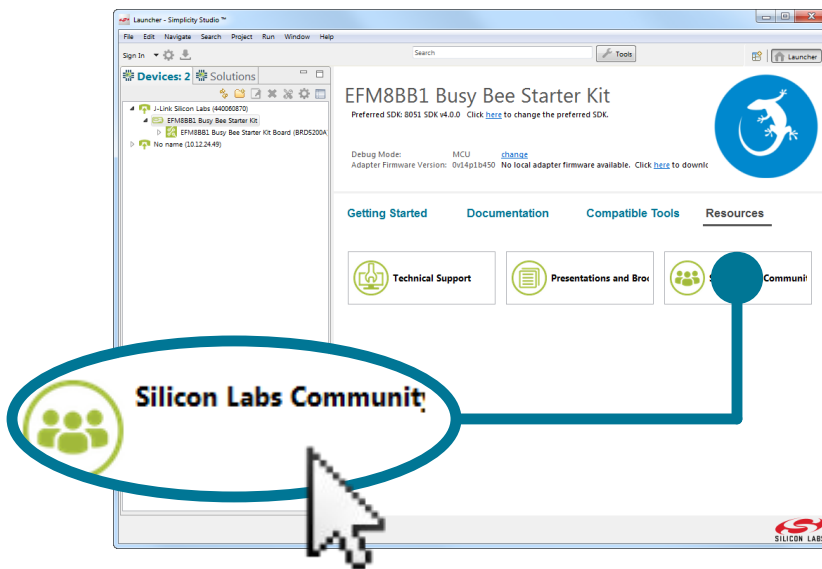 Launcher - Simplicity Studio ™
File Edit Navigate Search Project Run Window Help
Sign In
Search
Tools
Launcher
Devices: 2
Solutions
J-Link Silicon Labs (440060870)
EFM8BB1 Busy Bee Starter Kit
EFM8BB1 Busy Bee Starter Kit Board (BRD5200A
No name (10.12.24.49)
EFM8BB1 Busy Bee Starter Kit
Preferred SDK: 8051 SDK v4.0.0 Click here to change the preferred SDK.
Debug Mode: MCU change
Adapter Firmware Version: 0v14p1b450 No local adapter firmware available. Click here to downlo
Getting Started
Documentation
Compatible Tools
Resources
Technical Support
Presentations and Broc
Communit
Silicon Labs Community
SILICON LABS